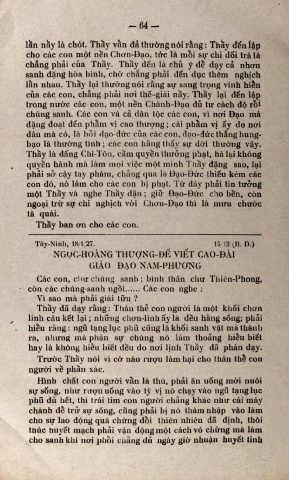 — 64 —
lần nầy là chót. Thầy vẫn đã thường nói rằng: Thầy đến lập
cho các con một nền Chơn-Đạo, tức là mỗi sự chi dối trá là
chẳng phải của Thầy. Thầy đến là chủ ý để dạy cả nhơn
sanh đặng hòa bình, chớ chẳng phải đến dục thêm nghịch
lẫn nhau. Thầy lại thường nói rằng sự sang trọng vinh hiển
của các con, chẳng phải nơi thế-giái nầy. Thầy lại đến lập
trong nước các con, một nền Chánh-Đạo đủ tư cách độ rỗi
chúng sanh. Các con và cả dân tộc các con, vì nơi Đạo mà
đặng đoạt đến phẩm vị cao thượng; cái phẩm vị ấy do nơi
đâu mà có, là bởi đạo-đức của các con, đạo-đức thắng hung-
bạo là thường tình; các con hằng thấy sự đời thường vậy.
Thầy là đấng Chí-Tôn, cầm quyền thưởng phạt, há lại không
quyền hành mà làm mọi việc một mình Thầy đặng sao, lại
phải sở cậy tay phàm, chẳng qua là Đạo-Đức thiếu kém các
con đó, nó làm cho các con bị phạt. Từ đây phải tin tưởng
một Thầy và nghe Thầy dặn: giữ Đạo-Đức cho bền, còn
ngoại trừ sự chi nghịch với Chơn-Đạo thì là mưu chước
tà quái.
Thầy ban ơn cho các con.
Tây-Ninh, 18/1/27. 15/12 (B. D.)
NGỌC-HOÀNG THƯỢNG-ĐẾ VIẾT CAO-ĐÀI
GIÁO ĐẠO NAM-PHƯƠNG
Các con, chư chúng sanh; bình thân chư Thiên-Phong,
còn các chúng-sanh ngồi...... Các con nghe:
Vì sao mà phải giải tửu?
Thầy đã dạy rằng: Thân thể con người là một khối chơn
linh cấu kết lại; những chơn-linh ấy là đều hằng sống; phải
hiểu rằng: ngũ tạng lục phủ cũng là khối sanh vật mà thành
ra, nhưng mà phận sự chúng nó làm thoảng hiểu biết
hay là không hiểu biết đều do nơi lịnh Thầy đã phán dạy.
Trước Thầy nói vì cớ nào rượu làm hại cho thân thể con
người về phần xác.
Hình chất con người vẫn là thú, phải ăn uống mới nuôi
sự sống, như rượu uống vào tỳ vị nó chạy vào ngũ tạng lục
phủ đủ hết, thì trái tim con người chẳng khác như cái máy
chánh để trử sự sống, cũng phải bị nó thâm nhập vào làm
cho sự lao động quá chừng đỗi thiên nhiên đã định, thôi
thúc huyết mạch phải vận động một cách vô chừng mà làm
cho sanh khí nơi phổi chẳng đủ ngày giờ nhuận huyết tinh